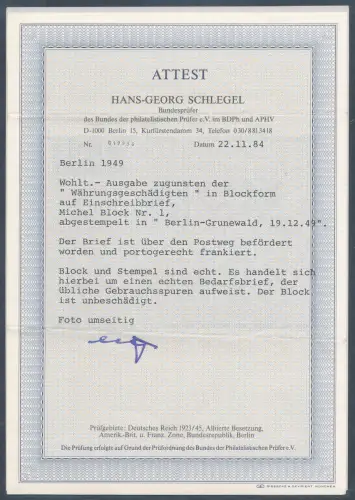 ATTEST
HANS-GEORG SCHLEGEL
Bundesprüfer
des Bundes der philatelistischen Prüfer e.V. im BDPh und APHV
D-1000 Berlin 15, Kurfürstendamm 34, Telefon 030/8813418
Nr. Datum 22.11.84
Berlin 1949
Wohlt.- Ausgabe zugunsten der
" Währungsgeschädigten " in Blockform
auf Einschreibbrief,
Michel Block Nr. 1,
abgestempelt in " Berlin-Grunewald, 19.12.49".
Der Brief ist über den Postweg befördert
worden und portogerecht frankiert.
Block und Stempel sind echt. Es handelt sich
hierbei um einen echten Bedarfsbrief, der
übliche Gebrauchsspuren aufweist. Der Block
ist unbeschädigt.
Foto umseitig
Prüfgebiete: Deutsches Reich 1923/45, Alliierte Besetzung,
Amerik.-Brit. u. Franz. Zone, Bundesrepublik, Berlin
Die Prüfung erfolgte auf Grund der Prüfordnung des Bundes der Philatelistischen Prüfer e.V.